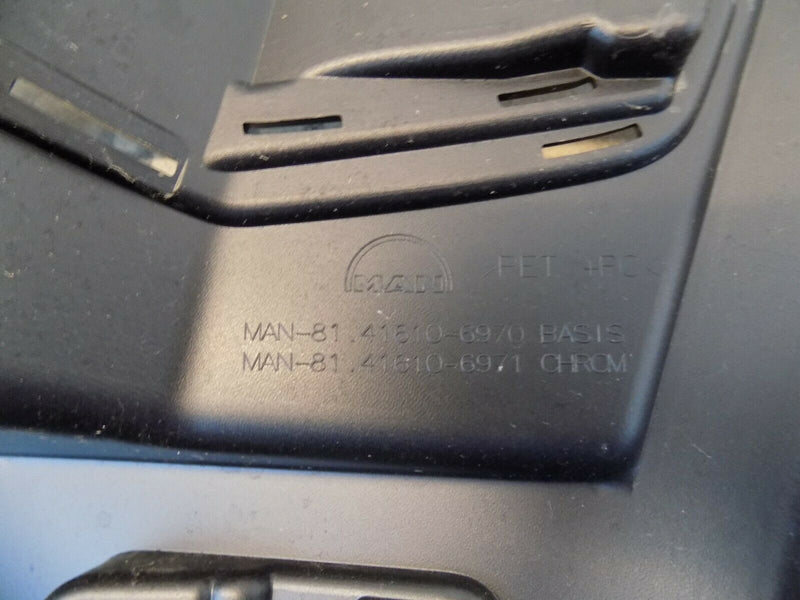 MAN
>PET +PC<
MAN-81.41610-6970 BASIS
MAN-81.41610-6971 CHROM